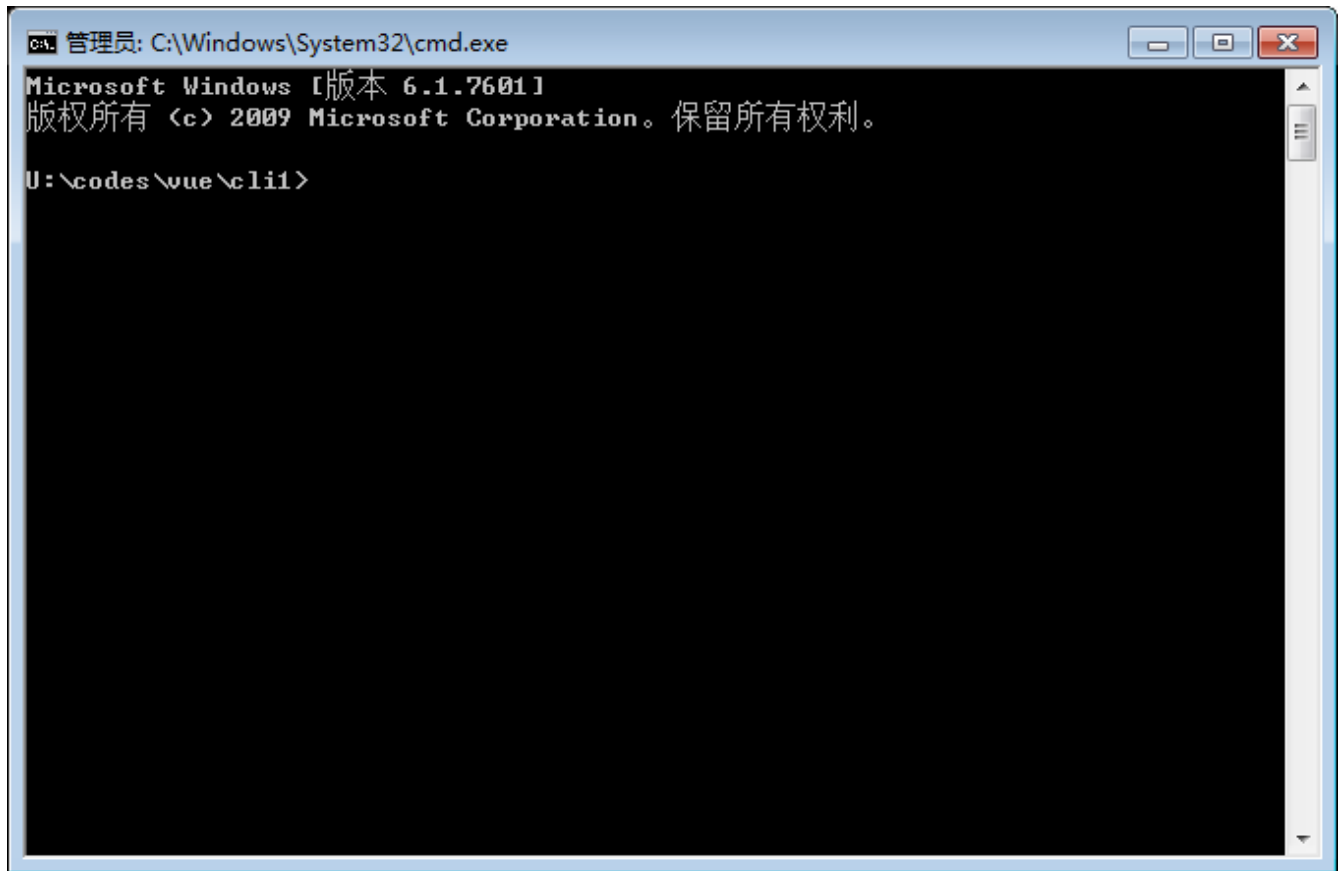 管理员: C:\Windows\System32\cmd.exe
Microsoft Windows [版本 6.1.7601]
版权所有 (c) 2009 Microsoft Corporation。保留所有权利。
U:\codes\vue\cli1>